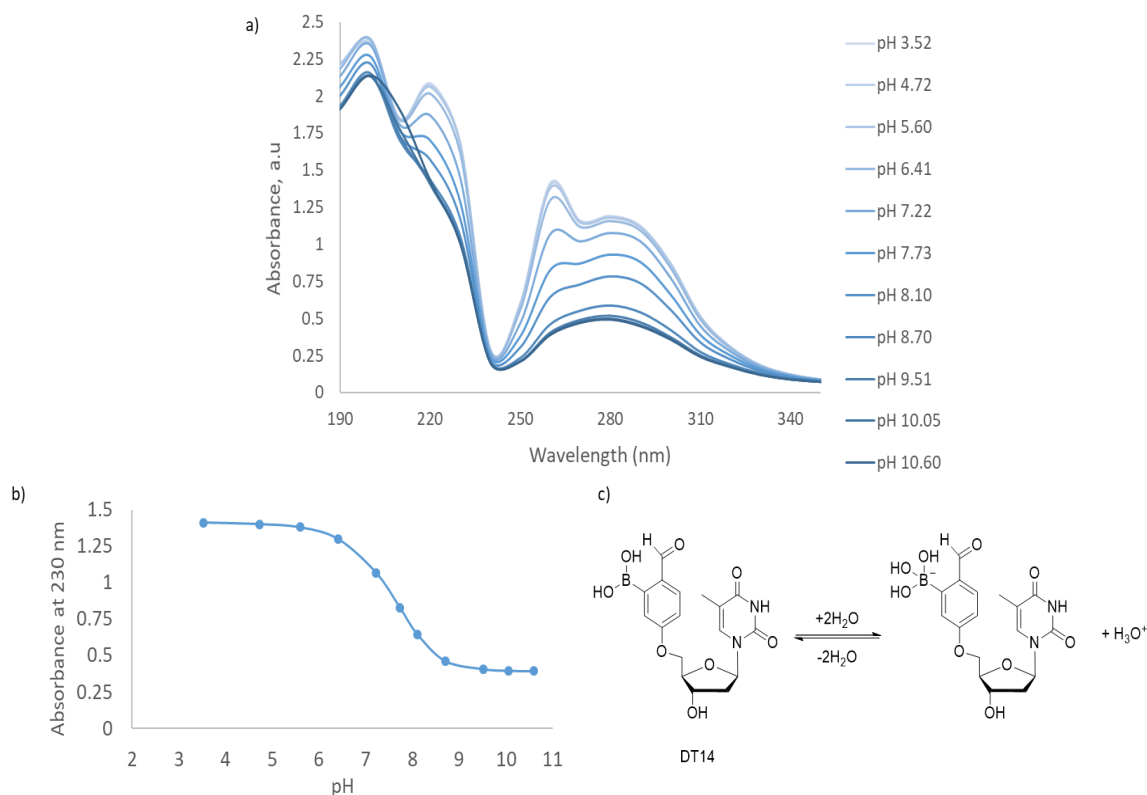 a)
Absorbance, a.u
2.5
2.25
2
1.75
1.5
1.25
1
0.75
0.5
0.25
0
190 220 250 280 310 340
Wavelength (nm)
pH 3.52
pH 4.72
pH 5.60
pH 6.41
pH 7.22
pH 7.73
pH 8.10
pH 8.70
pH 9.51
pH 10.05
pH 10.60
b)
Absorbance at 230 nm
1.5
1.25
1
0.75
0.5
0.25
0
2 3 4 5 6 7 8 9 10 11
pH
c)
H O
OH
B
HO
O
NH
N O
O
O
OH
DT14
+2H2O
-2H2O
H O
OH
HO B-
HO
O
NH
N O
O
O
OH
+ H3O+